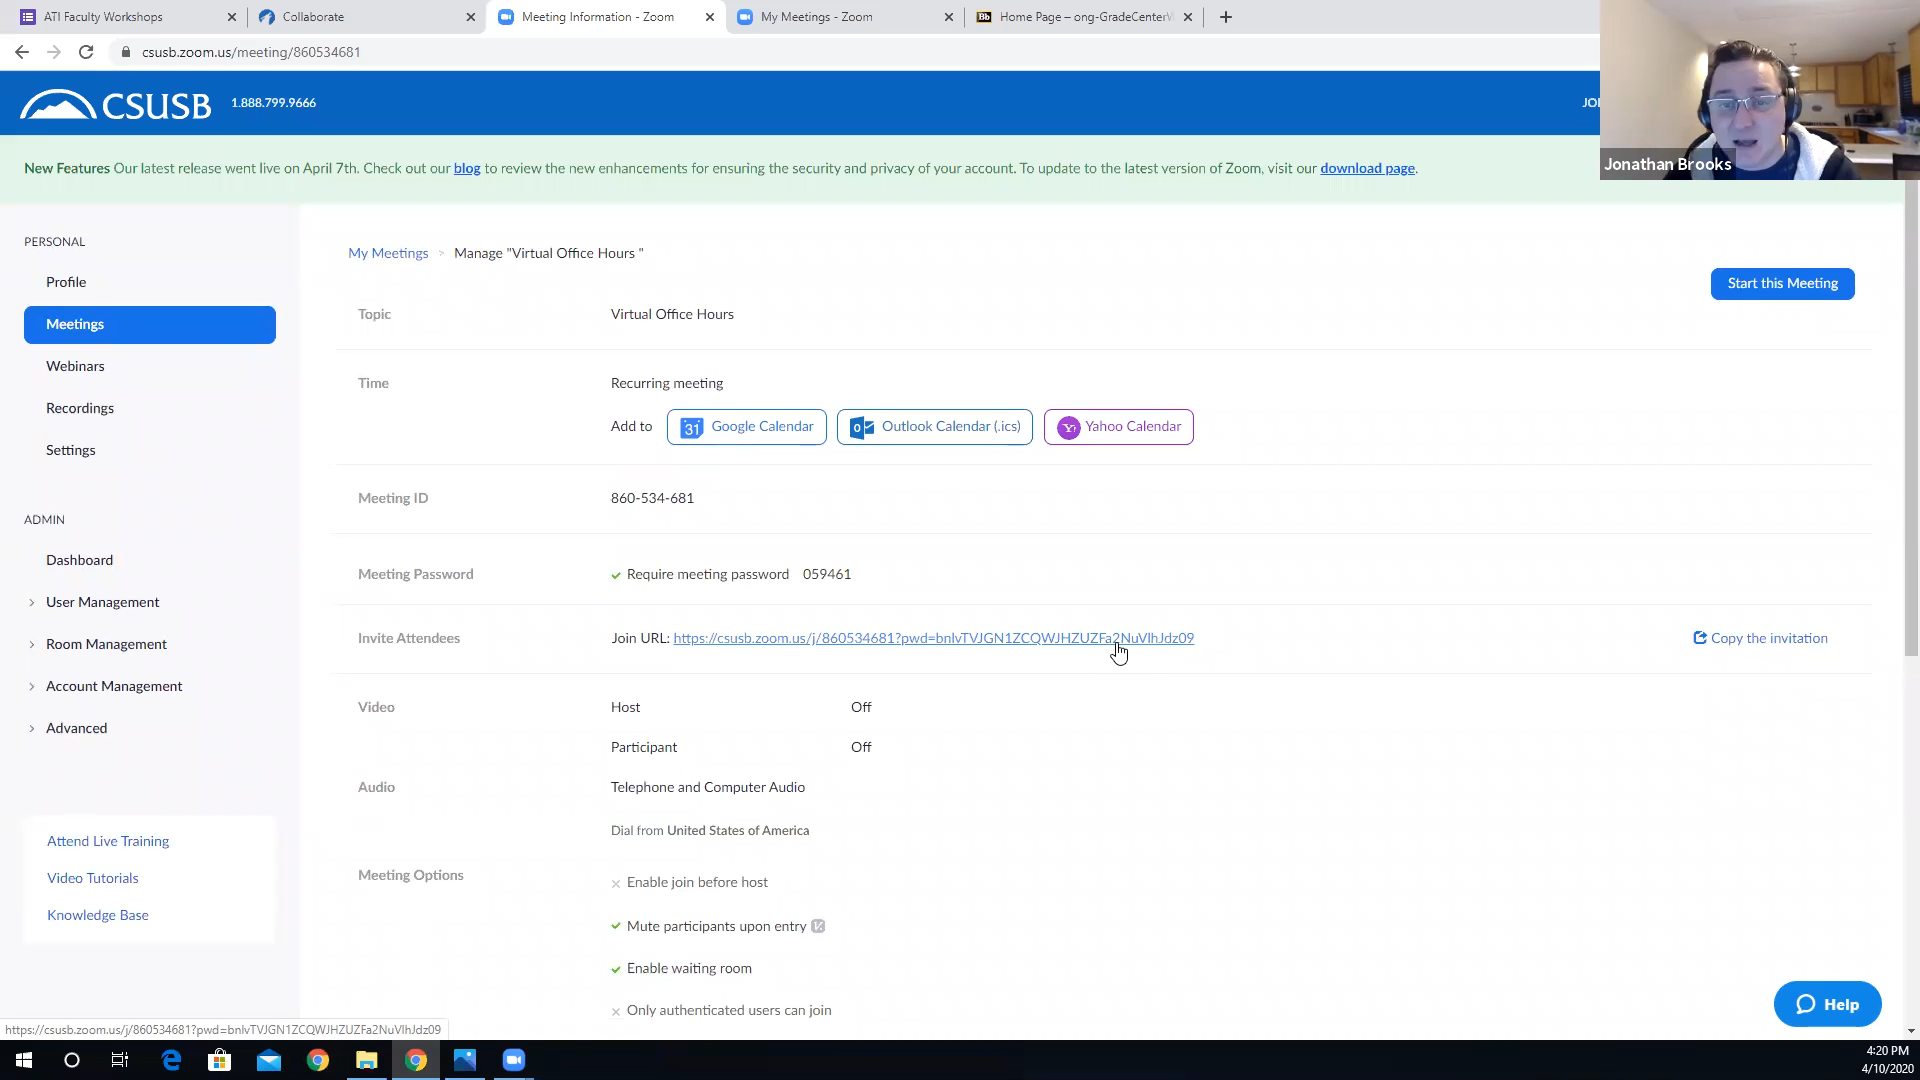 ATI Faculty Workshops
Collaborate
Meeting Information - Zoom
My Meetings - Zoom
Home Page – ong-GradeCenterW
csusb.zoom.us/meeting/860534681
CSUSB
1.888.799.9666
JO
Jonathan Brooks
New Features Our latest release went live on April 7th. Check out our blog to review the new enhancements for ensuring the security and privacy of your account. To update to the latest version of Zoom, visit our download page.
PERSONAL
Profile
Meetings
Webinars
Recordings
Settings
ADMIN
Dashboard
> User Management
> Room Management
> Account Management
> Advanced
Attend Live Training
Video Tutorials
Knowledge Base
My Meetings > Manage "Virtual Office Hours "
Start this Meeting
Topic Virtual Office Hours
Time Recurring meeting
Add to 31 Google Calendar Outlook Calendar (.ics) Yahoo Calendar
Meeting ID 860-534-681
Meeting Password Require meeting password 059461
Invite Attendees Join URL: https://csusb.zoom.us/j/860534681?pwd=bnlvTVJGN1ZCQWJHZUZFa2NuVlhJdz09 Copy the invitation
Video Host Off
Participant Off
Audio Telephone and Computer Audio
Dial from United States of America
Meeting Options
Enable join before host
Mute participants upon entry
Enable waiting room
Only authenticated users can join
Help
https://csusb.zoom.us/j/860534681?pwd=bnlvTVJGN1ZCQWJHZUZFa2NuVlhJdz09
4:20 PM
4/10/2020